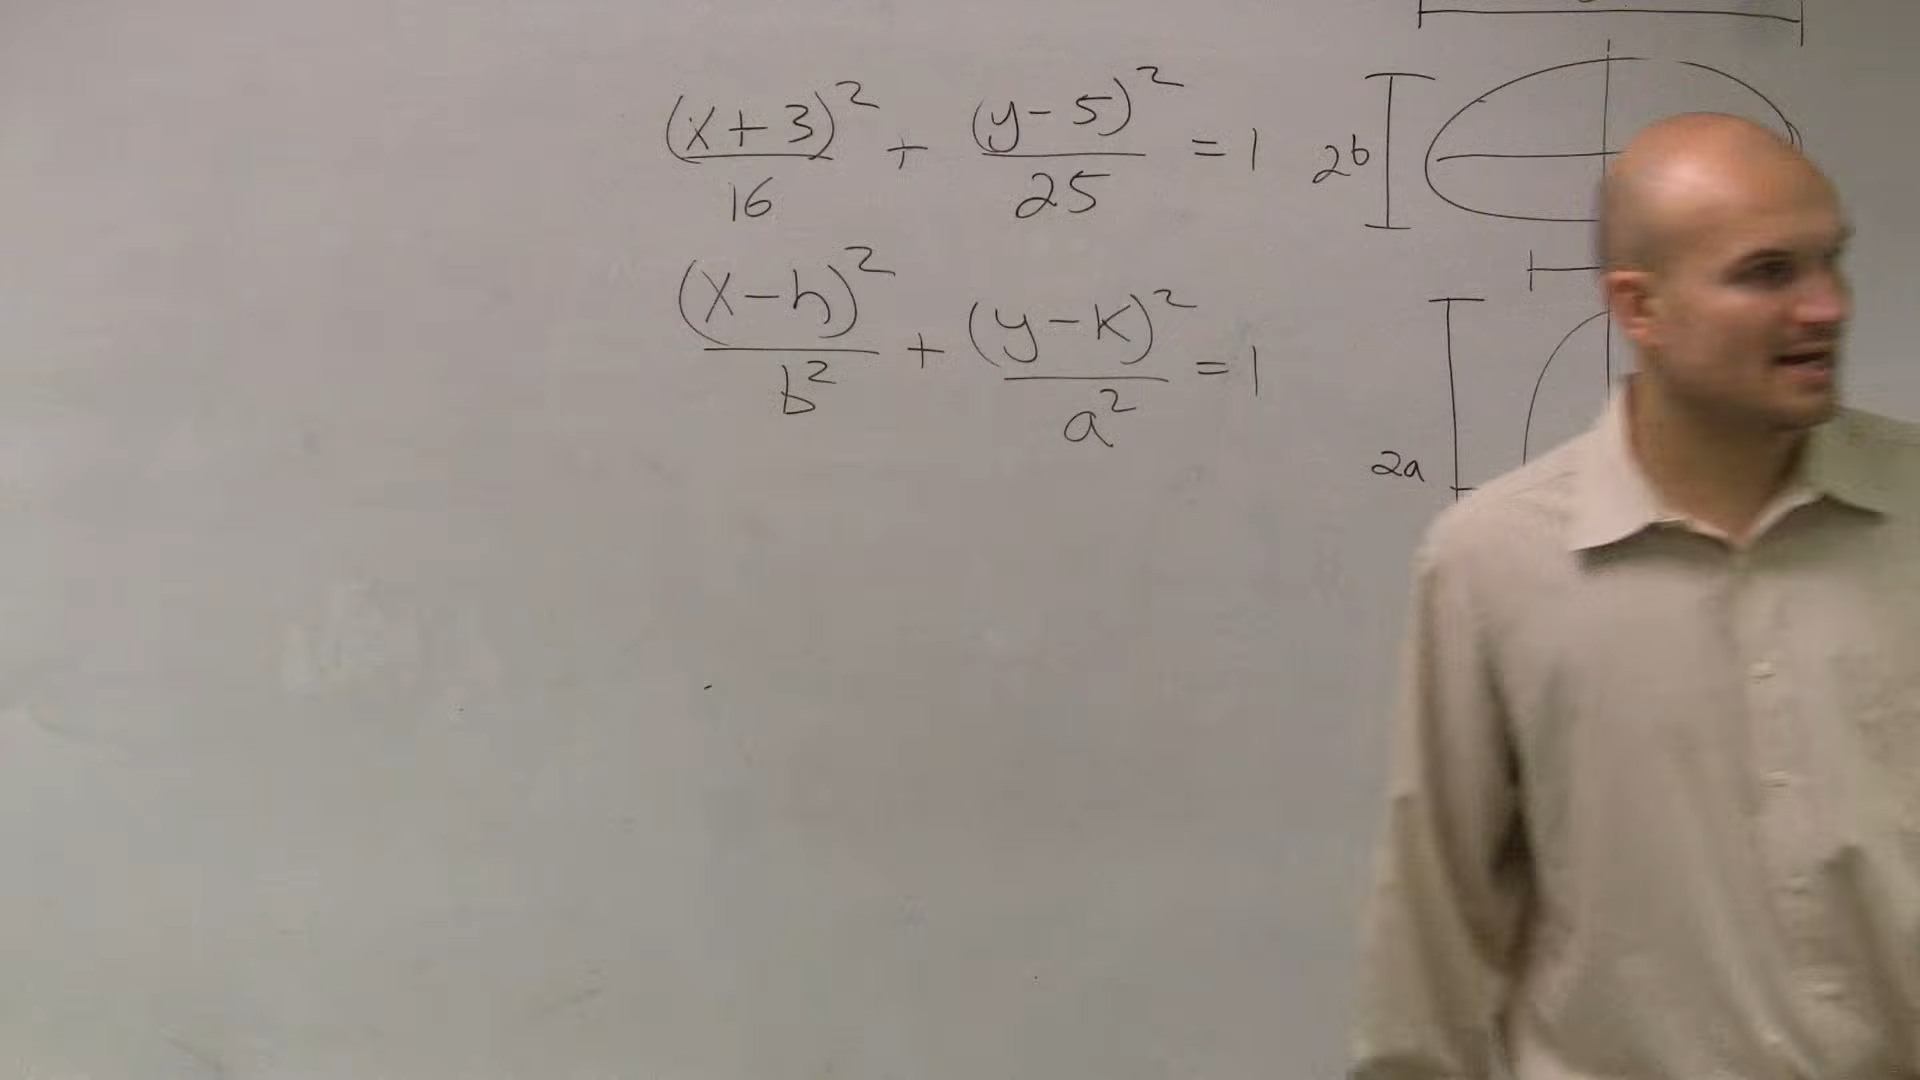 (x+3)²/16 + (y-5)²/25 = 1
(x-h)²/b² + (y-k)²/a² = 1
2b
2a